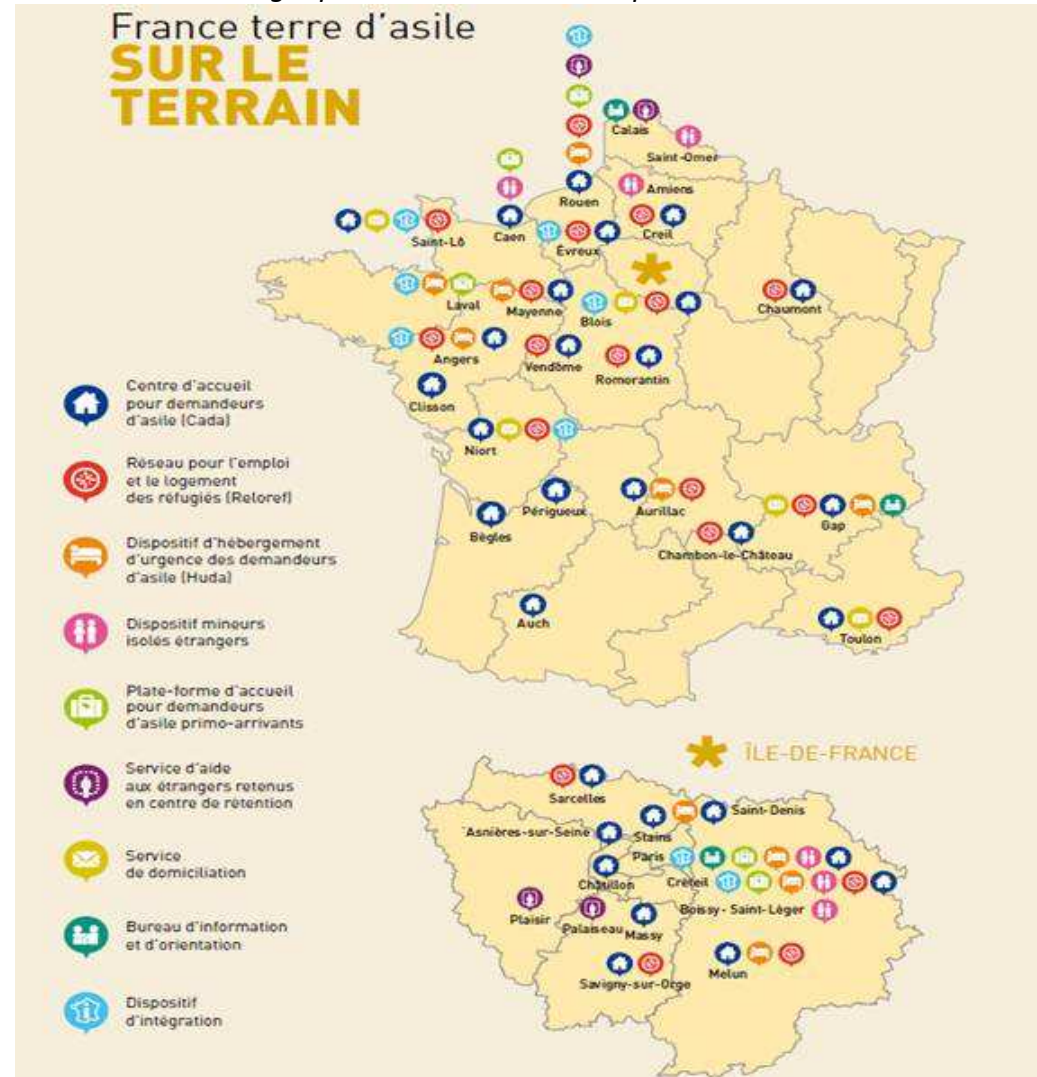 France terre d'asile
SUR LE
TERRAIN
Calais
Saint-Omer
Rouen
Amiens
Saint-Lô
Caen
Évreux
Creil
Laval
Mayenne
Blois
Chaumont
Angers
Vendôme
Romorantin
Clisson
Niort
Périgueux
Aurillac
Bègles
Gap
Chambon-le-Château
Auch
Toulon
Centre d'accueil
pour demandeurs
d'asile (Cada)
Réseau pour l'emploi
et le logement
des réfugiés (Reloref)
Dispositif d'hébergement
d'urgence des demandeurs
d'asile (Huda)
Dispositif mineurs
isolés étrangers
Plate-forme d'accueil
pour demandeurs
d'asile primo-arrivants
Service d'aide
aux étrangers retenus
en centre de rétention
Service
de domiciliation
Bureau d'information
et d'orientation
Dispositif
d'intégration
ÎLE-DE-FRANCE
Sarcelles
Saint-Denis
Asnières-sur-Seine
Stains
Paris
Châtillon
Créteil
Boissy-Saint-Léger
Plaisir
Palaiseau
Massy
Melun
Savigny-sur-Orge